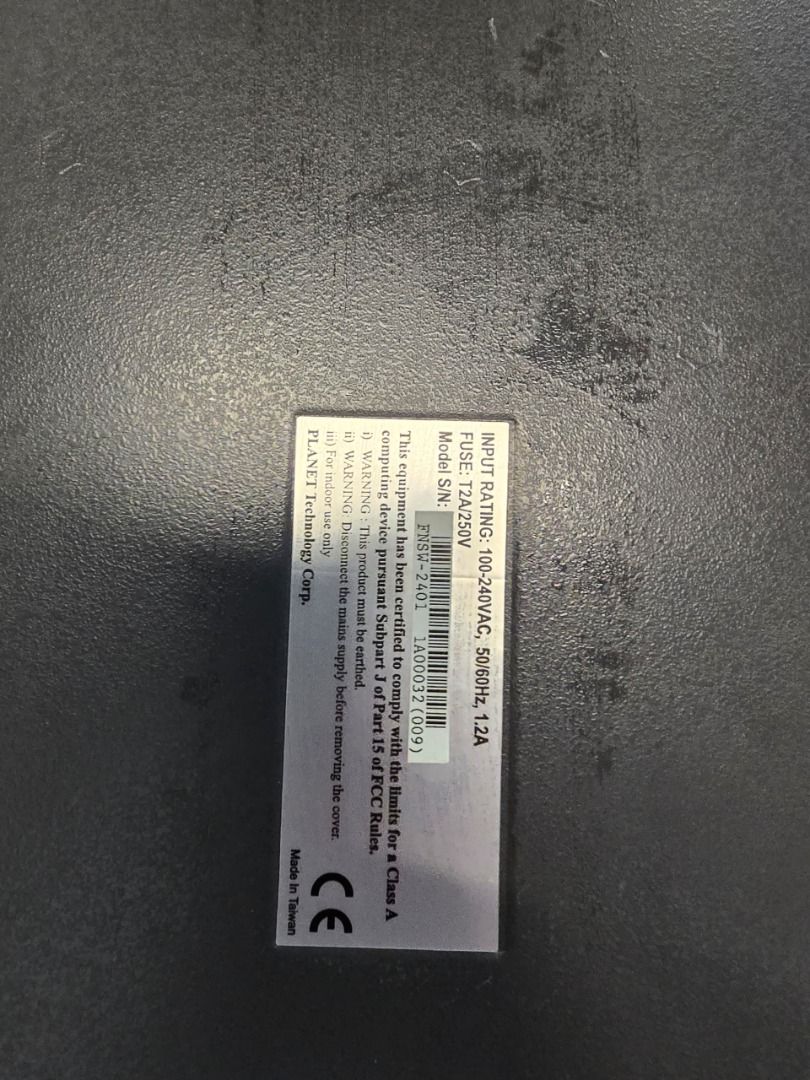 INPUT RATING: 100-240VAC, 50/60Hz, 1.2A
FUSE: T2A/250V
Model S/N:
FNSW-2401 1A00032(009)
This equipment has been certified to comply with the limits for a Class A
computing device pursuant Subpart J of Part 15 of FCC Rules.
i) WARNING : This product must be earthed.
ii) WARNING: Disconnect the mains supply before removing the cover.
iii) For indoor use only
PLANET Technology Corp.
CE
Made In Taiwan